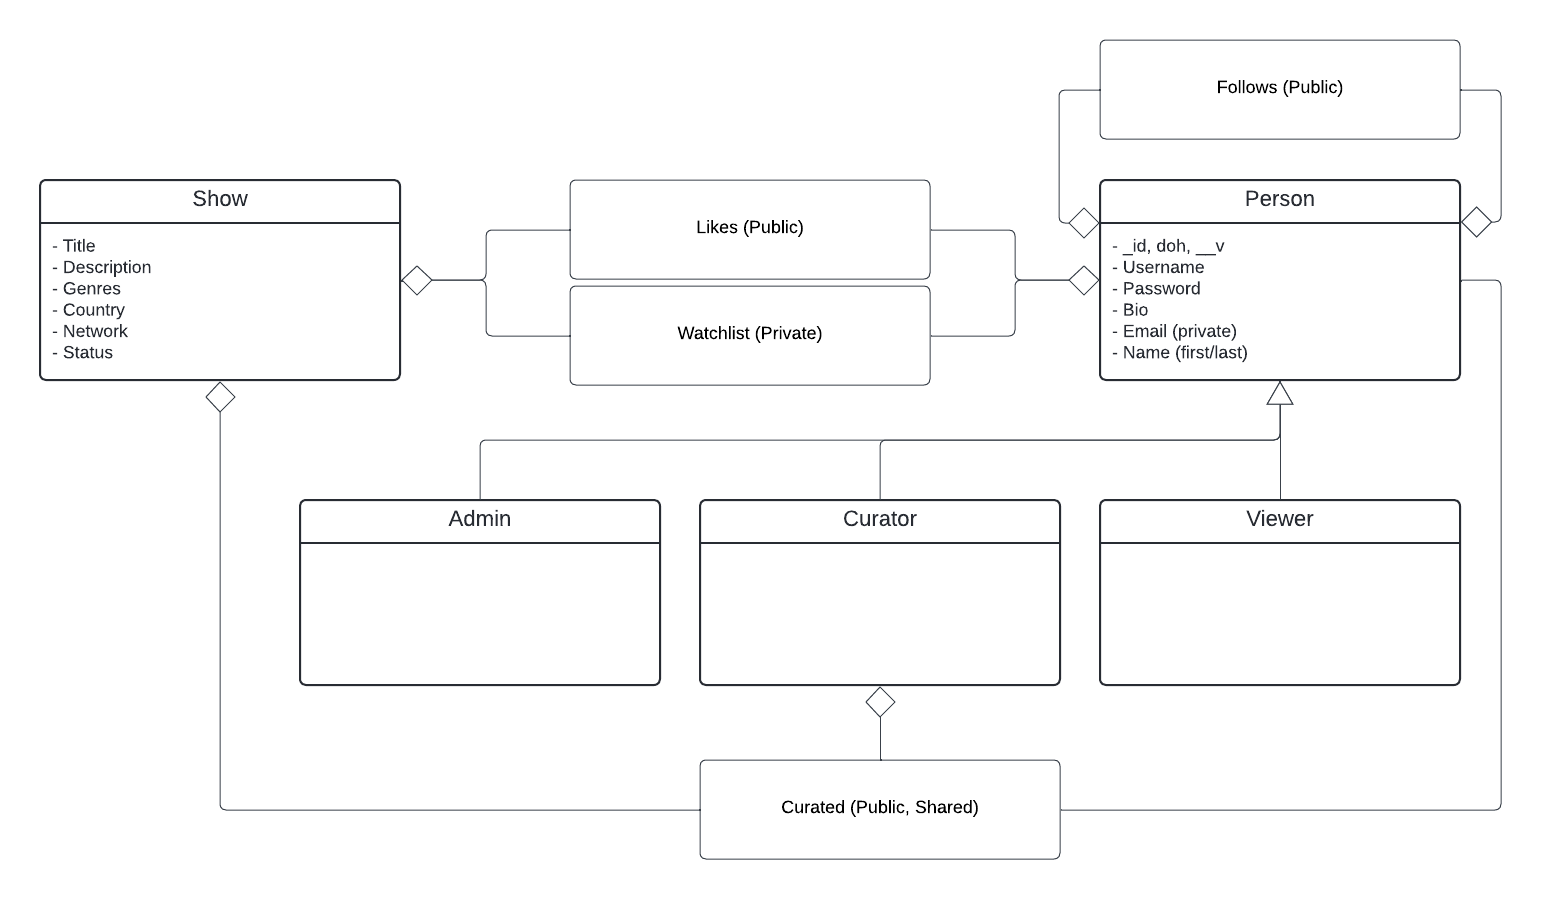 Follows (Public)
Show
- Title
- Description
- Genres
- Country
- Network
- Status
Likes (Public)
Watchlist (Private)
Person
- _id, doh, __v
- Username
- Password
- Bio
- Email (private)
- Name (first/last)
Admin
Curator
Viewer
Curated (Public, Shared)